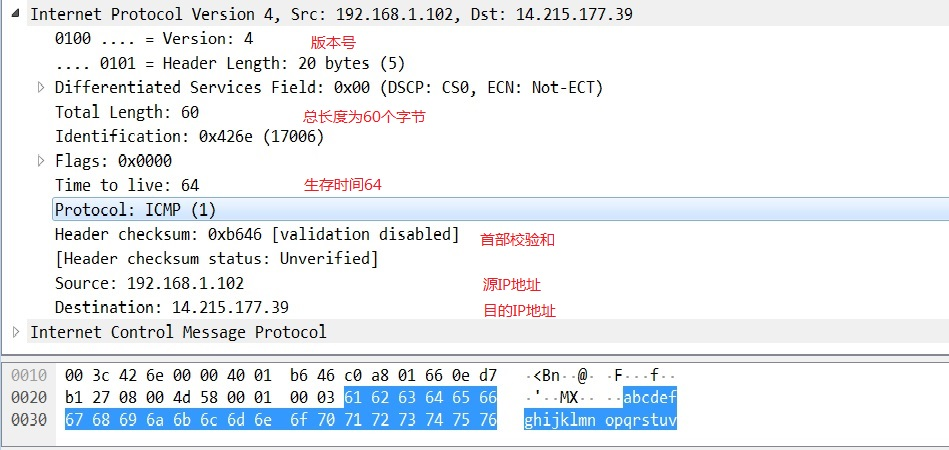 Internet Protocol Version 4, Src: 192.168.1.102, Dst: 14.215.177.39
0100 .... = Version: 4 版本号
.... 0101 = Header Length: 20 bytes (5)
Differentiated Services Field: 0x00 (DSCP: CS0, ECN: Not-ECT)
Total Length: 60 总长度为60个字节
Identification: 0x426e (17006)
Flags: 0x0000
Time to live: 64 生存时间64
Protocol: ICMP (1)
Header checksum: 0xb646 [validation disabled] 首部校验和
[Header checksum status: Unverified]
Source: 192.168.1.102 源IP地址
Destination: 14.215.177.39 目的IP地址
Internet Control Message Protocol
0010 00 3c 42 6e 00 00 40 01 b6 46 c0 a8 01 66 0e d7 ·<Bn··@· ·F···f··
0020 b1 27 08 00 4d 58 00 01 00 03 61 62 63 64 65 66 ·'··MX·· ··abcdef
0030 67 68 69 6a 6b 6c 6d 6e 6f 70 71 72 73 74 75 76 ghijklmn opqrstuv